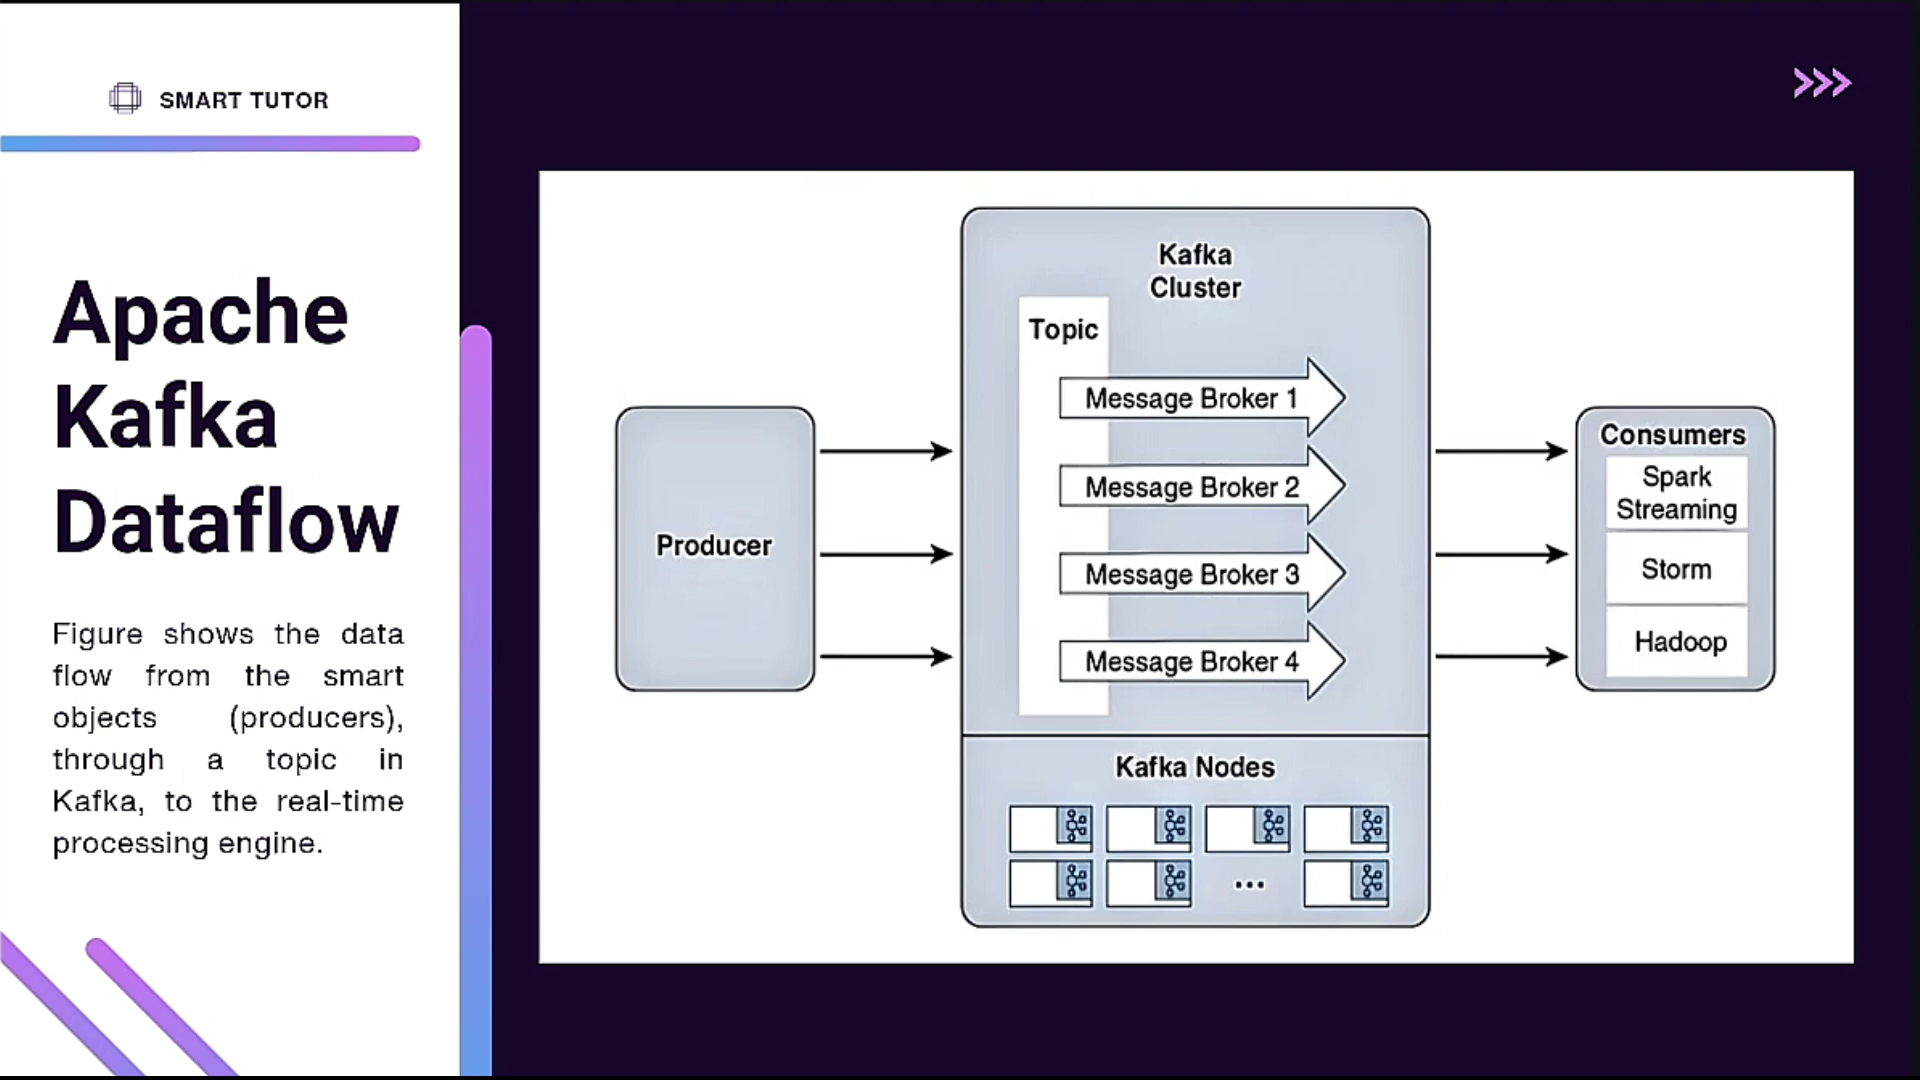 SMART TUTOR
Apache
Kafka
Dataflow
Figure shows the data
flow from the smart
objects (producers),
through a topic in
Kafka, to the real-time
processing engine.
Producer
Kafka
Cluster
Topic
Message Broker 1
Message Broker 2
Message Broker 3
Message Broker 4
Kafka Nodes
...
Consumers
Spark
Streaming
Storm
Hadoop